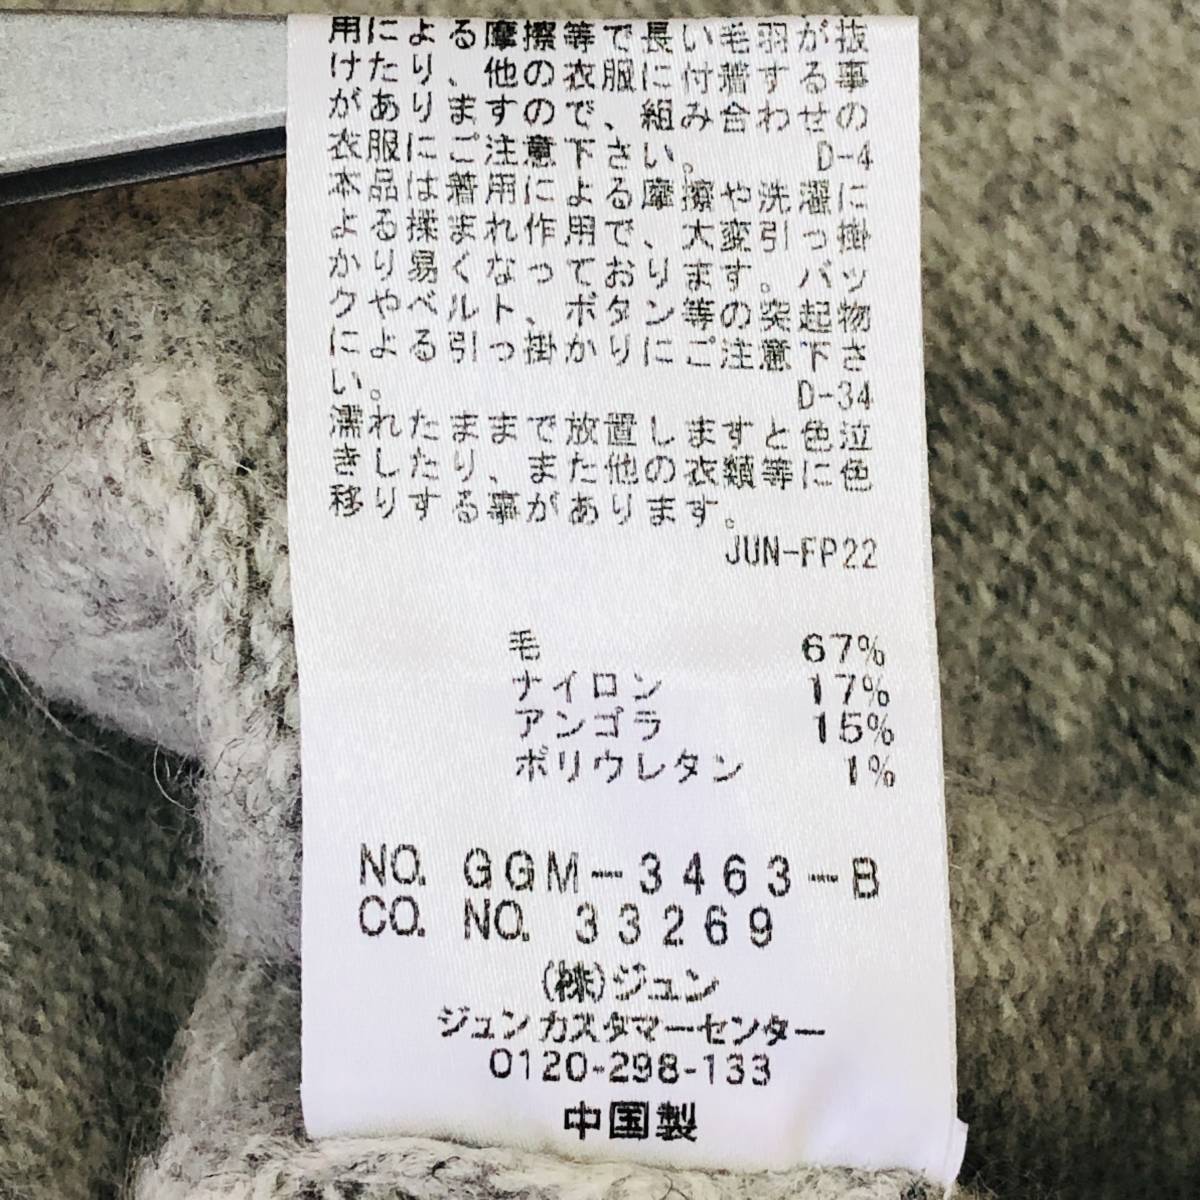 用により摩擦等で長い毛羽が抜
けたり、他の衣服に付着する事
がありますので、組み合わせの
衣服にご注意下さい。
D-4
本品は着用による摩擦や洗濯に
よる揉まれ作用で、大変引っ掛
かり易くなっております。バッ
クやベルト、ボタン等の突起物
による引っ掛かりにご注意下さ
い。
D-34
濡れたままで放置しますと色泣
きしたり、また他の衣類等に色
移りする事があります。
JUN-FP22
毛 67%
ナイロン 17%
アンゴラ 15%
ポリウレタン 1%
NO. GGM-3463-B
CO. NO. 33269
(株)ジュン
ジュンカスタマーセンター
0120-298-133
中国製